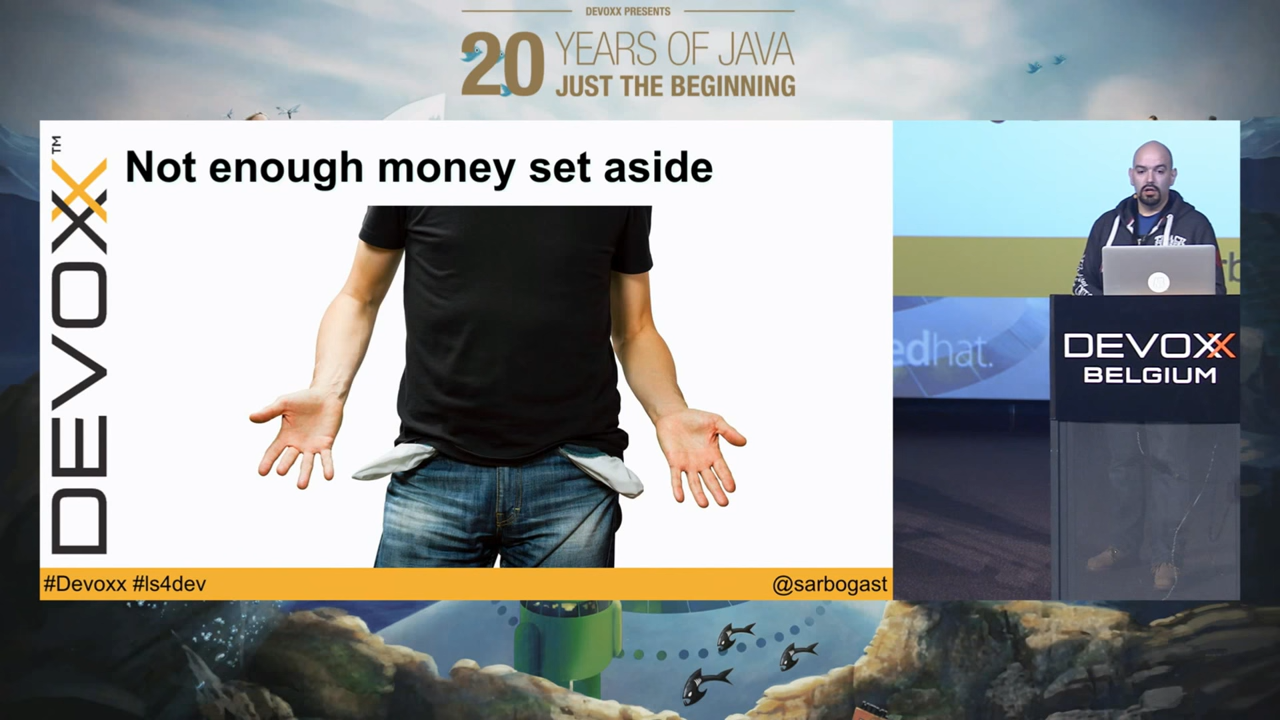 DEVOXX PRESENTS
20 YEARS OF JAVA
JUST THE BEGINNING
DEVOXX™
Not enough money set aside
#Devoxx #ls4dev
@sarbogast
edhat.
DEVOXX
BELGIUM